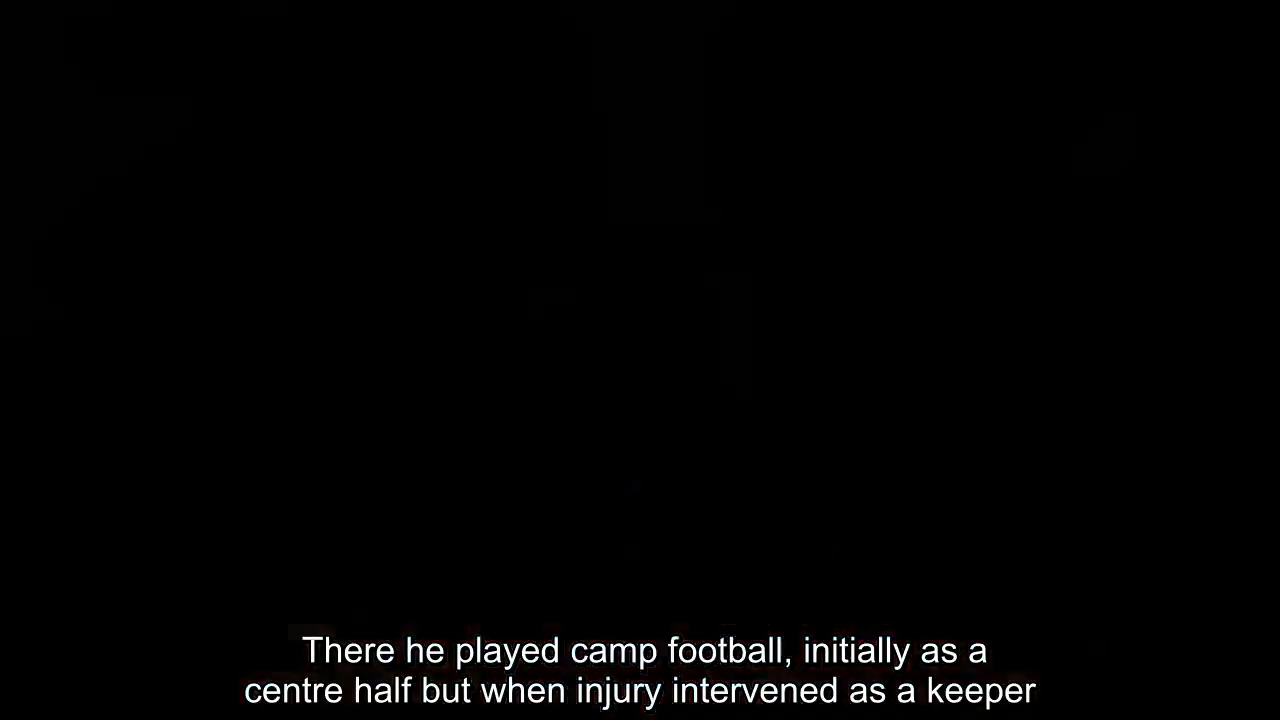 There he played camp football, initially as a
centre half but when injury intervened as a keeper